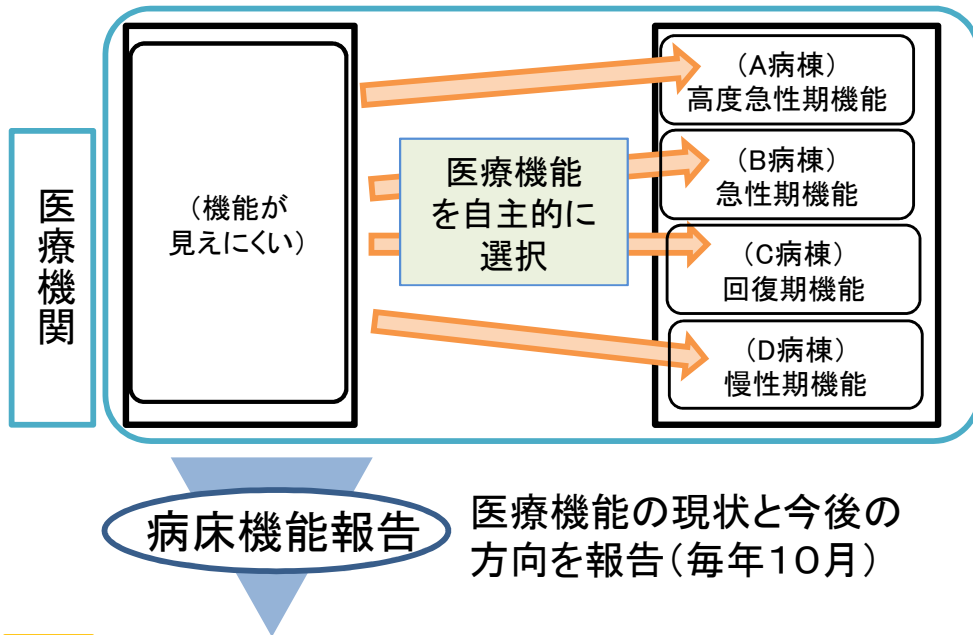 医療機関
（機能が
見えにくい）
医療機能
を自主的に
選択
（A病棟）
高度急性期機能
（B病棟）
急性期機能
（C病棟）
回復期機能
（D病棟）
慢性期機能
病床機能報告
医療機能の現状と今後の
方向を報告（毎年１０月）